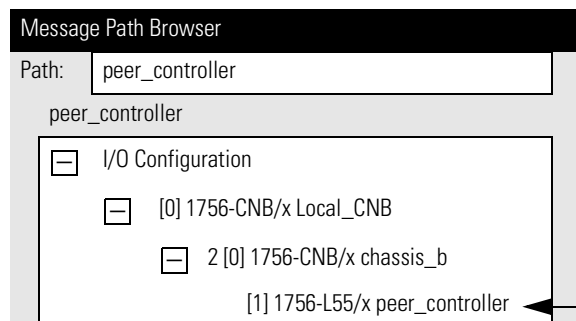 Message Path Browser
Path: peer_controller
peer_controller
I/O Configuration
[0] 1756-CNB/x Local_CNB
2 [0] 1756-CNB/x chassis_b
[1] 1756-L55/x peer_controller